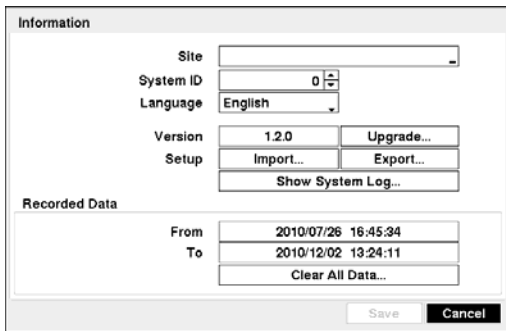 Information
Site
System ID 0
Language English
Version 1.2.0 Upgrade...
Setup Import... Export...
Show System Log...
Recorded Data
From 2010/07/26 16:45:34
To 2010/12/02 13:24:11
Clear All Data...
Save Cancel